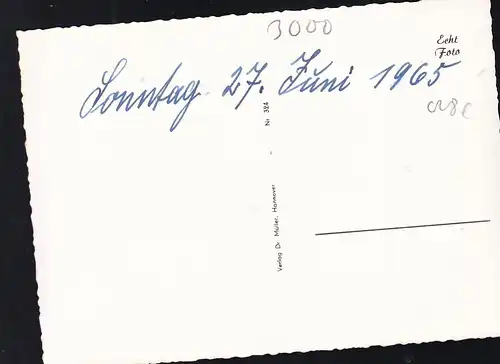 3000
Echt
Foto
Sonntag. 27. Juni 1965
Nr 384
Verlag Dr. Müller, Hannover